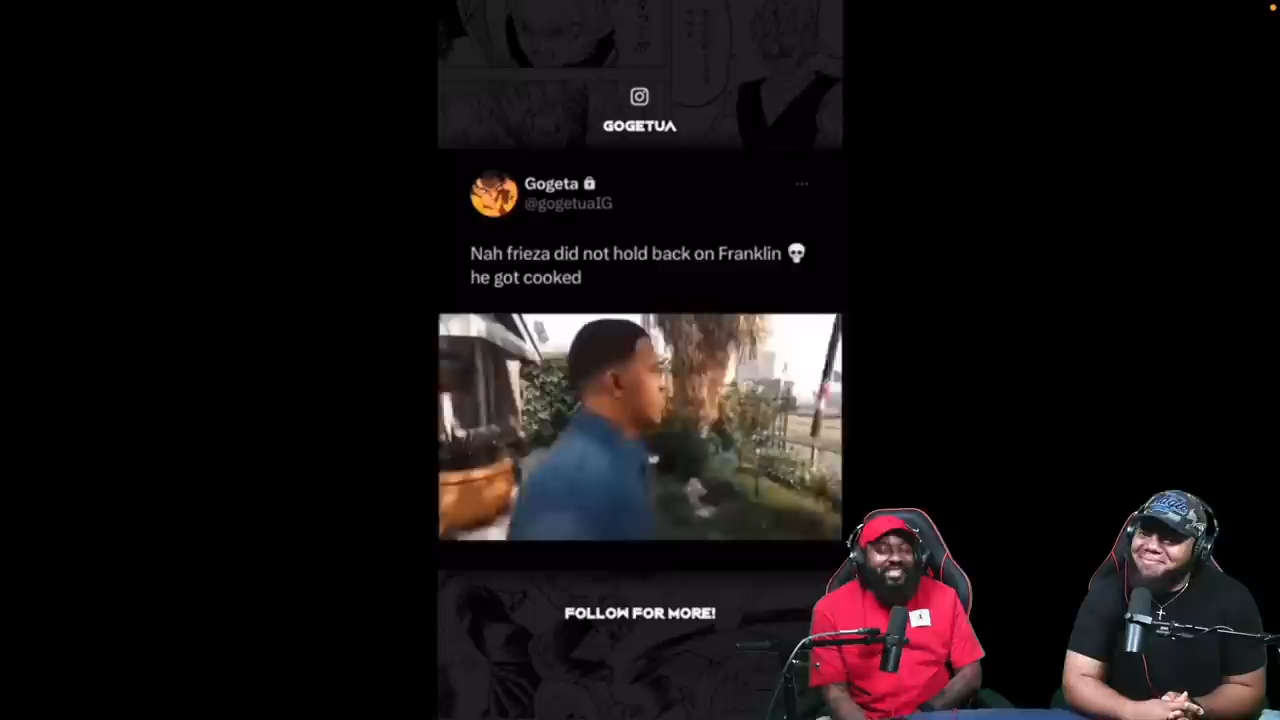 GOGETUA
Gogeta
@gogetuaIG
Nah frieza did not hold back on Franklin 💀
he got cooked
FOLLOW FOR MORE!